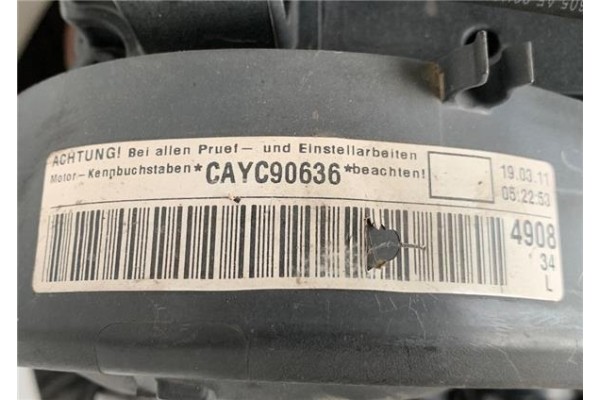 ACHTUNG! Bei allen Pruef- und Einstellarbeiten
Motor-Kennbuchstaben *CAYC90636* beachten!
19.03.11
05:22:53
4908
34
L